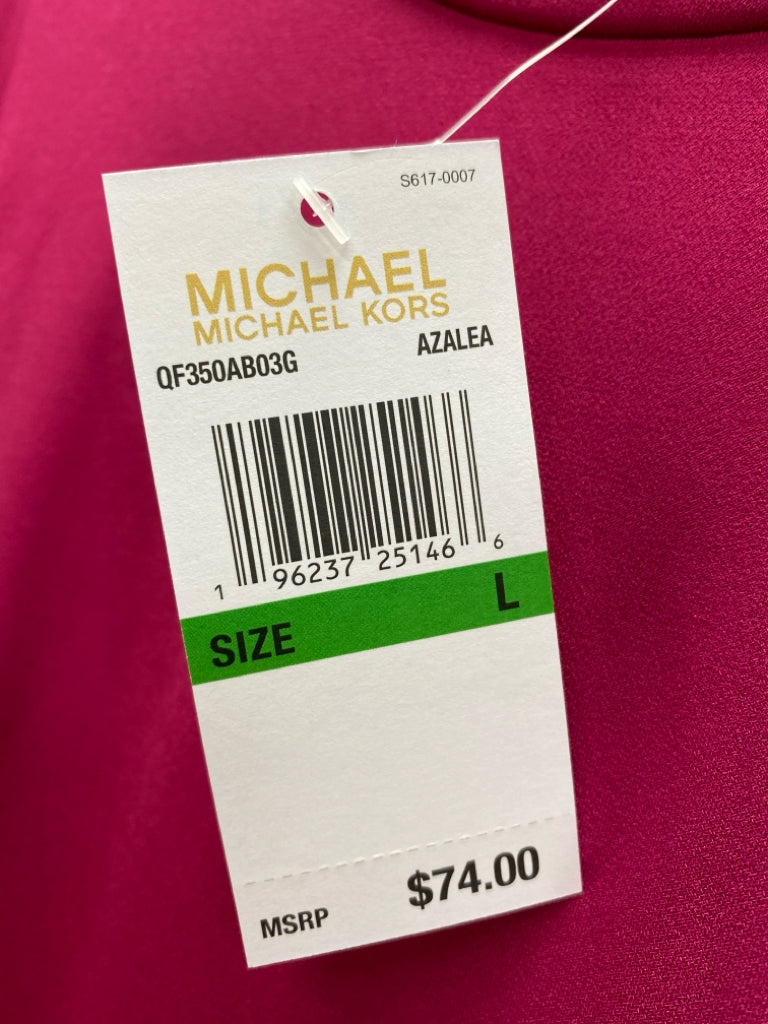 S617-0007
MICHAEL
MICHAEL KORS
QF350AB03G AZALEA
1 96237 25146 6
SIZE L
MSRP $74.00